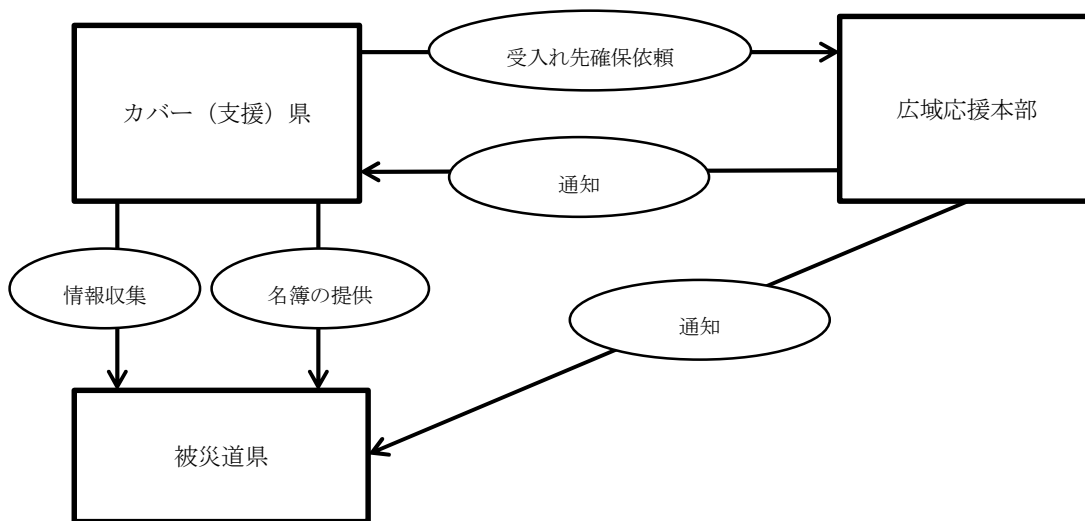 受入れ先確保依頼
カバー（支援）県
広域応援本部
通知
情報収集
名簿の提供
通知
被災道県